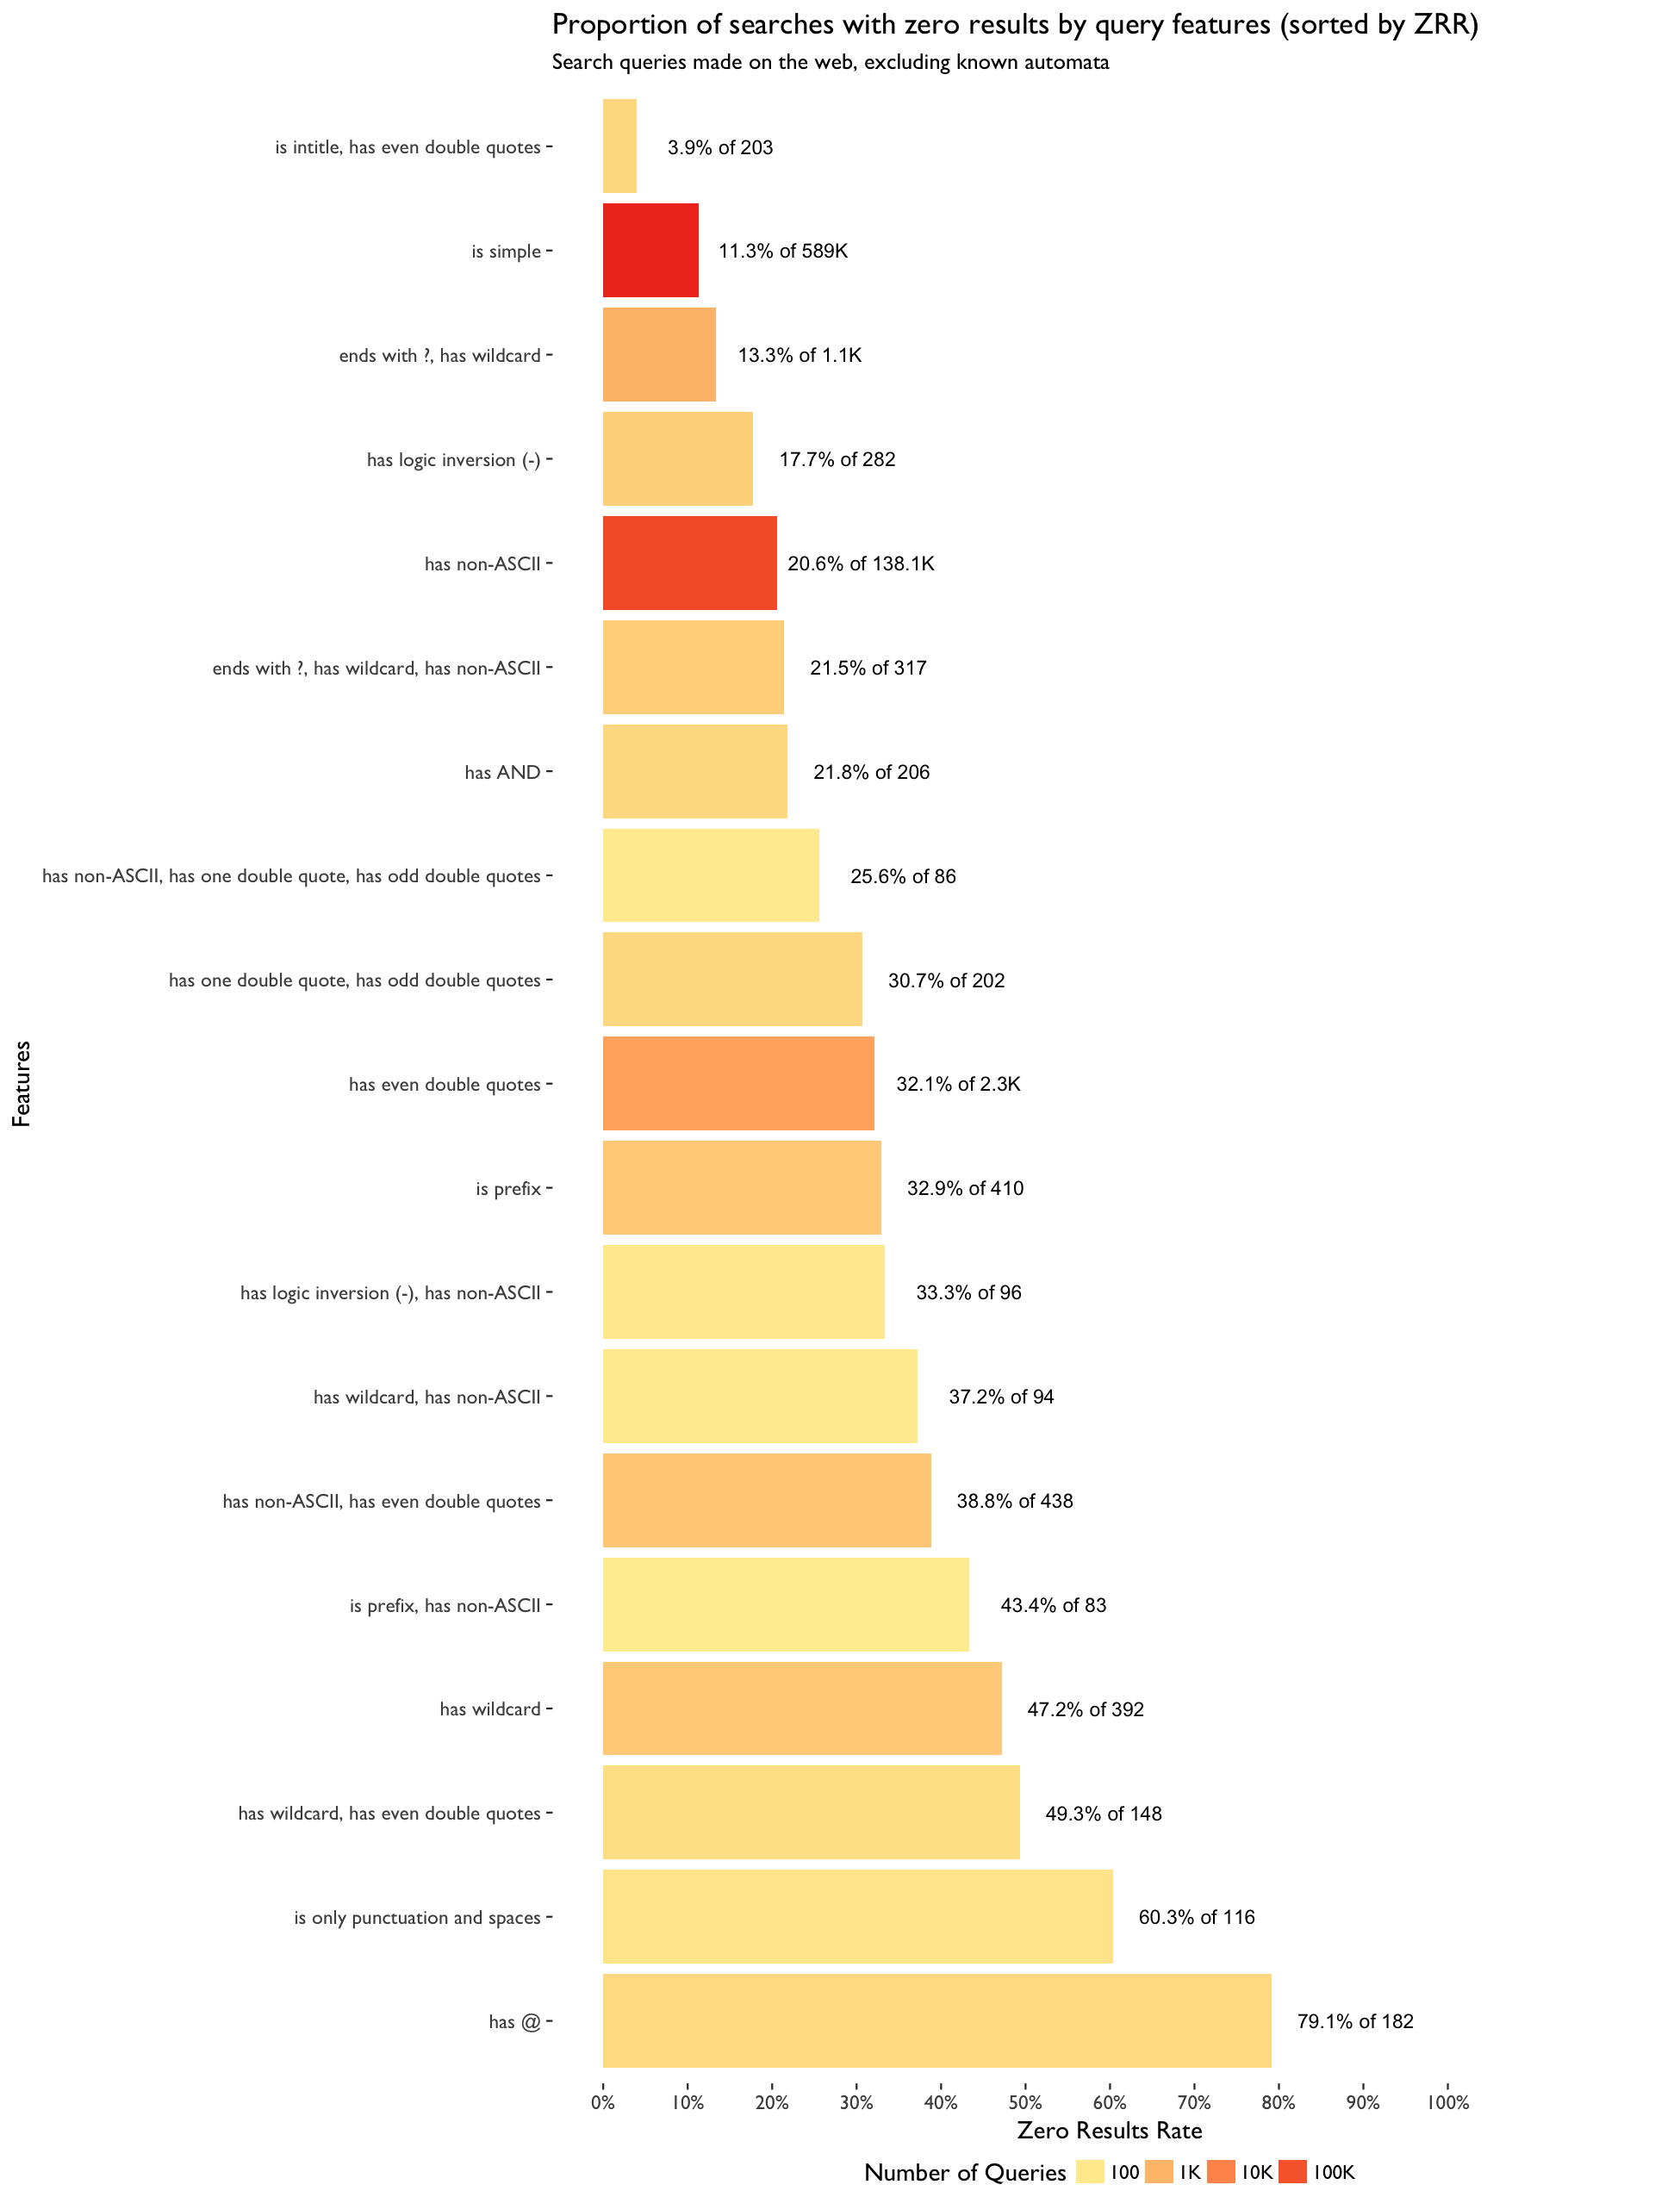 Proportion of searches with zero results by query features (sorted by ZRR)
Search queries made on the web, excluding known automata
Features
is intitle, has even double quotes 3.9% of 203
is simple 11.3% of 589K
ends with ?, has wildcard 13.3% of 1.1K
has logic inversion (-) 17.7% of 282
has non-ASCII 20.6% of 138.1K
ends with ?, has wildcard, has non-ASCII 21.5% of 317
has AND 21.8% of 206
has non-ASCII, has one double quote, has odd double quotes 25.6% of 86
has one double quote, has odd double quotes 30.7% of 202
has even double quotes 32.1% of 2.3K
is prefix 32.9% of 410
has logic inversion (-), has non-ASCII 33.3% of 96
has wildcard, has non-ASCII 37.2% of 94
has non-ASCII, has even double quotes 38.8% of 438
is prefix, has non-ASCII 43.4% of 83
has wildcard 47.2% of 392
has wildcard, has even double quotes 49.3% of 148
is only punctuation and spaces 60.3% of 116
has @ 79.1% of 182
0% 10% 20% 30% 40% 50% 60% 70% 80% 90% 100%
Zero Results Rate
Number of Queries 100 1K 10K 100K